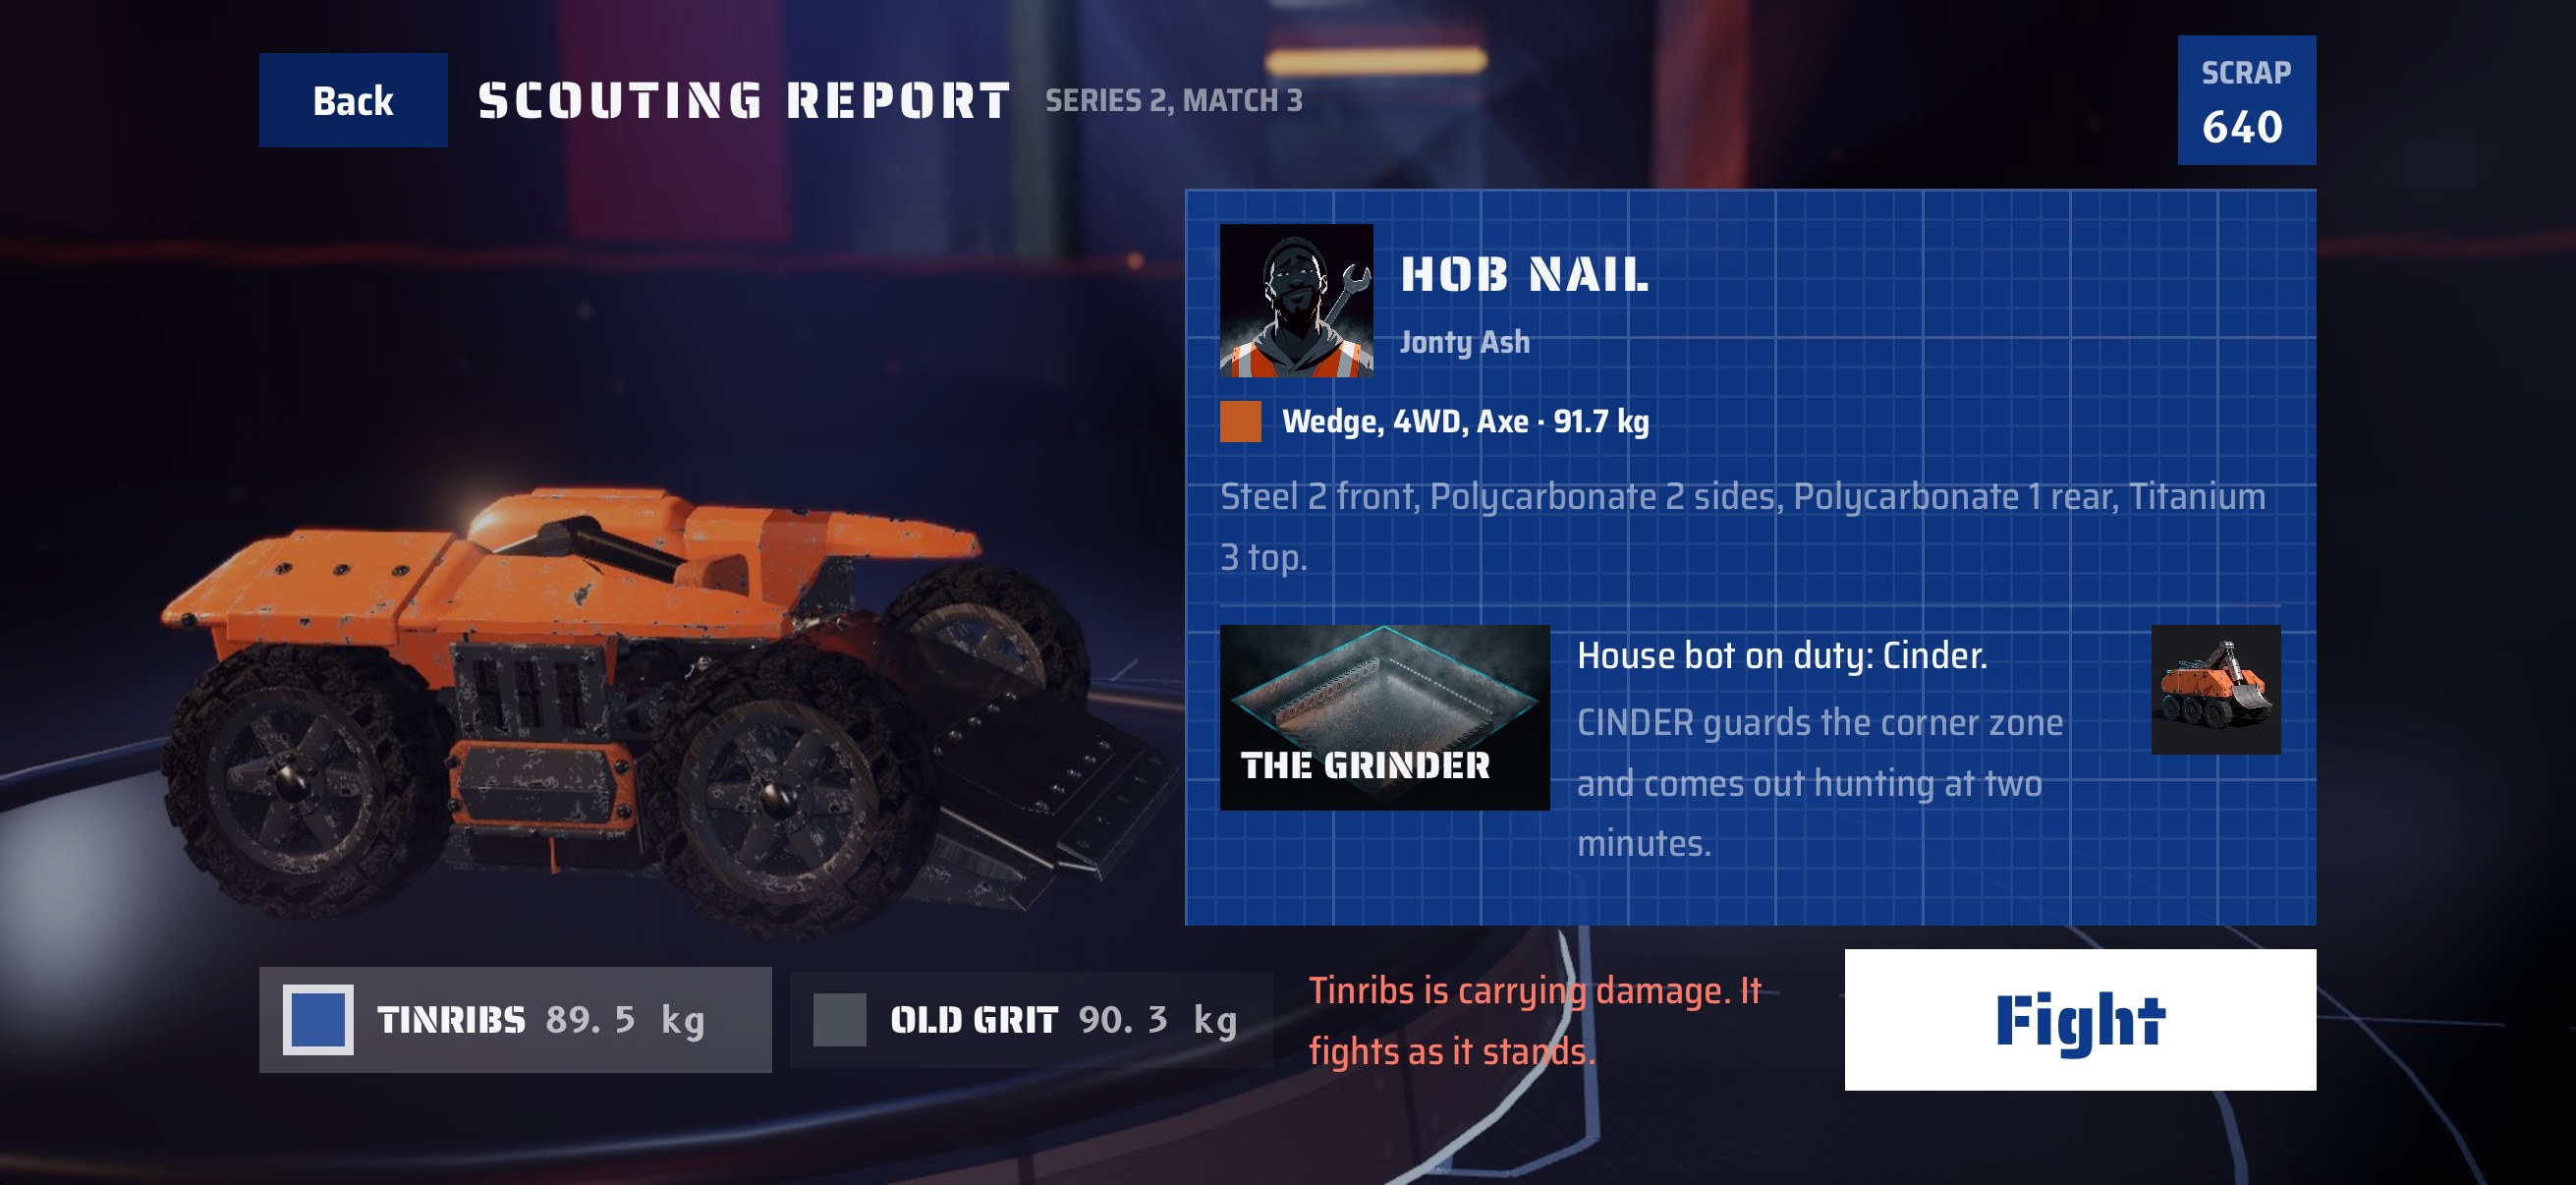 Back
SCOUTING REPORT
SERIES 2, MATCH 3
SCRAP
640
HOB NAIL
Jonty Ash
Wedge, 4WD, Axe · 91.7 kg
Steel 2 front, Polycarbonate 2 sides, Polycarbonate 1 rear, Titanium
3 top.
THE GRINDER
House bot on duty: Cinder.
CINDER guards the corner zone
and comes out hunting at two
minutes.
TINRIBS 89.5 kg
OLD GRIT 90.3 kg
Tinribs is carrying damage. It
fights as it stands.
Fight